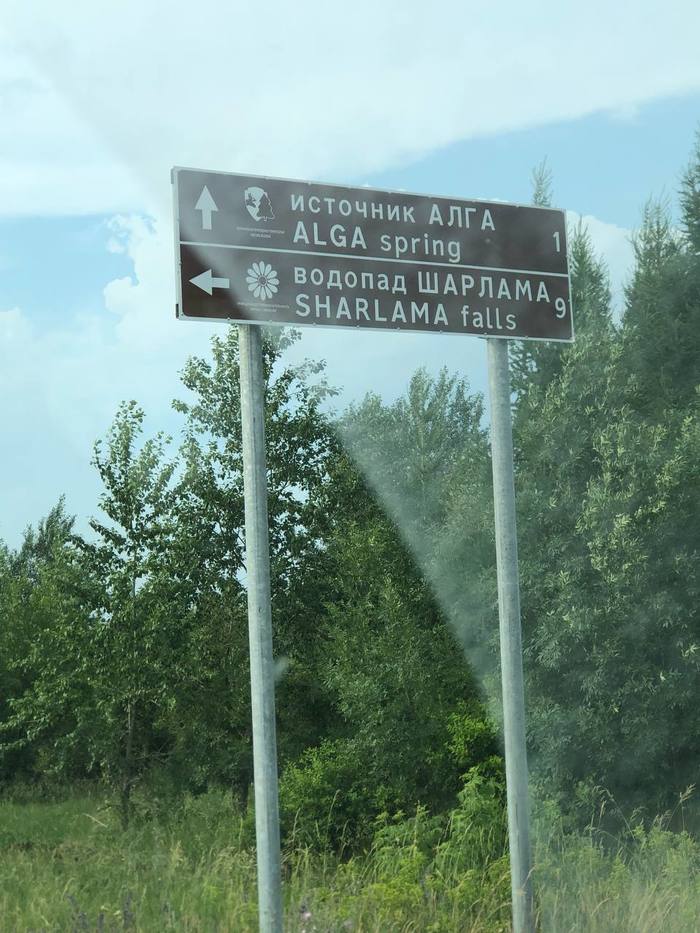 источник АЛГА
ALGA spring 1
водопад ШАРЛАМА
SHARLAMA falls 9